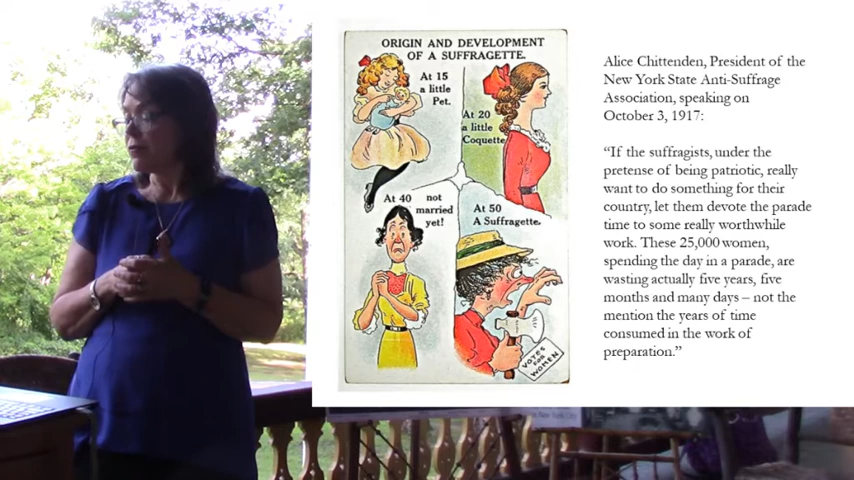 ORIGIN AND DEVELOPMENT
OF A SUFFRAGETTE.
At 15
a little
Pet.
At 20
a little
Coquette
At 40 not
married
yet!
At 50
A Suffragette.
VOTES
FOR
WOMEN
Alice Chittenden, President of the
New York State Anti-Suffrage
Association, speaking on
October 3, 1917:
“If the suffragists, under the
pretense of being patriotic, really
want to do something for their
country, let them devote the parade
time to some really worthwhile
work. These 25,000 women,
spending the day in a parade, are
wasting actually five years, five
months and many days – not the
mention the years of time
consumed in the work of
preparation.”